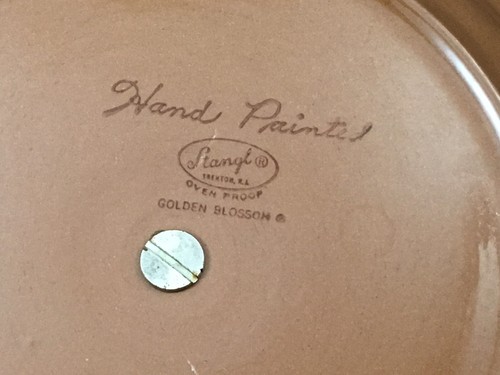 Hand Painted
Stangl ®
TRENTON, N.J.
OVEN PROOF
GOLDEN BLOSSOM ®